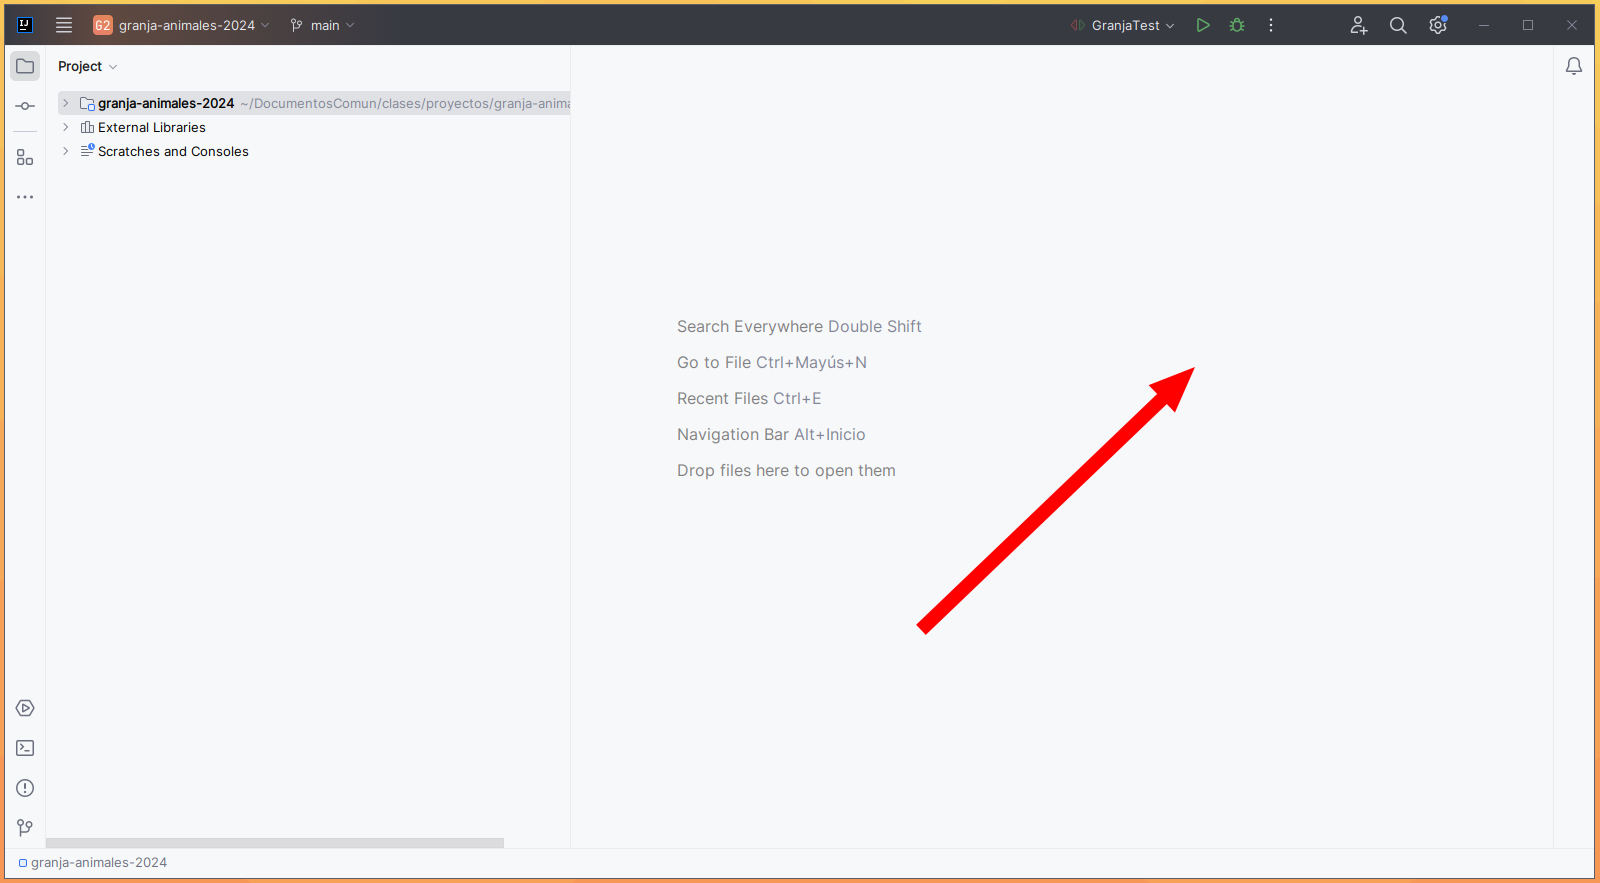 IJ
G2 granja-animales-2024 main GranjaTest
Project
granja-animales-2024 ~/DocumentosComun/clases/proyectos/granja-anima
External Libraries
Scratches and Consoles
Search Everywhere Double Shift
Go to File Ctrl+Mayús+N
Recent Files Ctrl+E
Navigation Bar Alt+Inicio
Drop files here to open them
granja-animales-2024